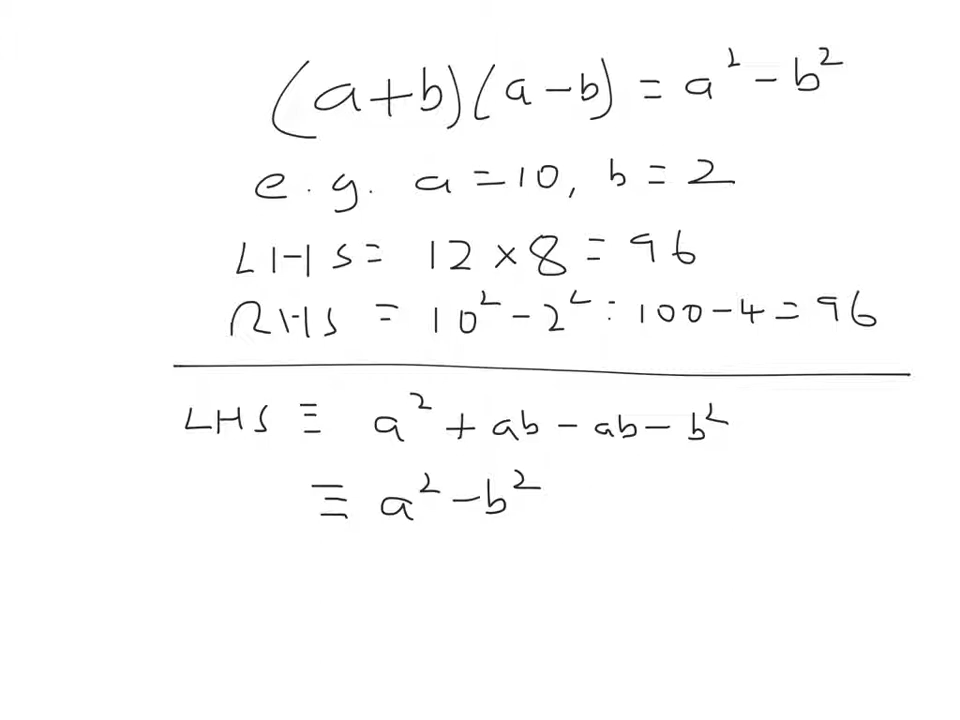 (a+b)(a-b) = a² - b²
e.g. a = 10, b = 2
LHS = 12 × 8 = 96
RHS = 10² - 2² = 100 - 4 = 96
LHS ≡ a² + ab - ab - b²
≡ a² - b²